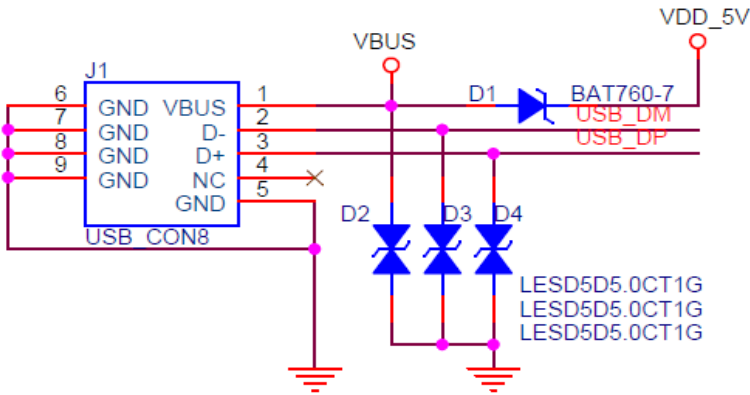 VDD_5V
VBUS
J1
D1 BAT760-7
6 GND VBUS 1
USB_DM
7 GND D- 2
USB_DP
8 GND D+ 3
9 GND NC 4
GND 5
USB_CON8
D2 D3 D4
LESD5D5.0CT1G
LESD5D5.0CT1G
LESD5D5.0CT1G